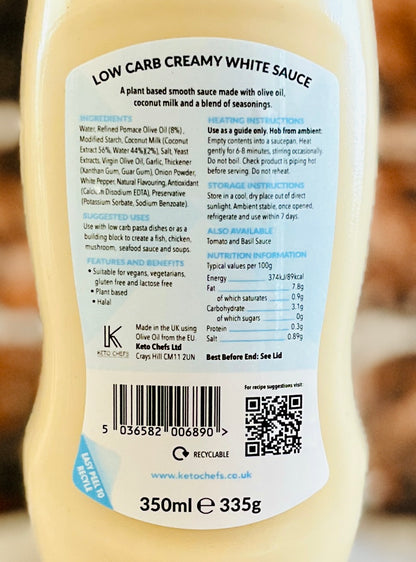 LOW CARB CREAMY WHITE SAUCE
A plant based smooth sauce made with olive oil,
coconut milk and a blend of seasonings.
INGREDIENTS
Water, Refined Pomace Olive Oil (8%),
Modified Starch, Coconut Milk (Coconut
Extract 56%, Water 44%)(2%), Salt, Yeast
Extracts, Virgin Olive Oil, Garlic, Thickener
(Xanthan Gum, Guar Gum), Onion Powder,
White Pepper, Natural Flavouring, Antioxidant
(Calcium Disodium EDTA), Preservative
(Potassium Sorbate, Sodium Benzoate).
SUGGESTED USES
Use with low carb pasta dishes or as a
building block to create a fish, chicken,
mushroom, seafood sauce and soups.
FEATURES AND BENEFITS
• Suitable for vegans, vegetarians,
gluten free and lactose free
• Plant based
• Halal
K
KETO CHEFS
Made in the UK using
Olive Oil from the EU.
Keto Chefs Ltd
Crays Hill CM11 2UN
HEATING INSTRUCTIONS
Use as a guide only. Hob from ambient:
Empty contents into a saucepan. Heat
gently for 6-8 minutes, stirring occasionally.
Do not boil. Check product is piping hot
before serving. Do not reheat.
STORAGE INSTRUCTIONS
Store in a cool, dry place out of direct
sunlight. Ambient stable, once opened,
refrigerate and use within 7 days.
ALSO AVAILABLE
Tomato and Basil Sauce
NUTRITION INFORMATION
Typical values per 100g
Energy 374kJ/89kcal
Fat 7.8g
of which saturates 0.9g
Carbohydrate 3.1g
of which sugars 0g
Protein 0.3g
Salt 0.89g
Best Before End: See Lid
For recipe suggestions visit:
5 036582 006890 >
RECYCLABLE
EASY PEEL TO
RECYLE
www.ketochefs.co.uk
350ml ℮ 335g